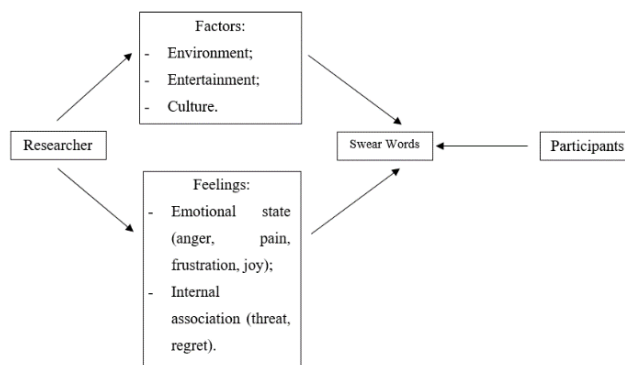 Factors:
- Environment;
- Entertainment;
- Culture.
Researcher
Swear Words
Participants
Feelings:
- Emotional state
(anger, pain,
frustration, joy);
- Internal
association (threat,
regret).